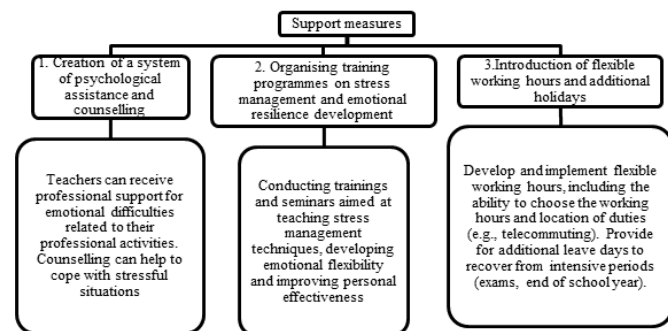 Support measures
1. Creation of a system
of psychological
assistance and
counselling
2. Organising training
programmes on stress
management and emotional
resilience development
3.Introduction of flexible
working hours and additional
holidays
Teachers can receive
professional support for
emotional difficulties
related to their
professional activities.
Counselling can help to
cope with stressful
situations
Conducting trainings
and seminars aimed at
teaching stress
management
techniques, developing
emotional flexibility
and improving personal
effectiveness
Develop and implement flexible
working hours, including the
ability to choose the working
hours and location of duties
(e.g., telecommuting). Provide
for additional leave days to
recover from intensive periods
(exams, end of school year).